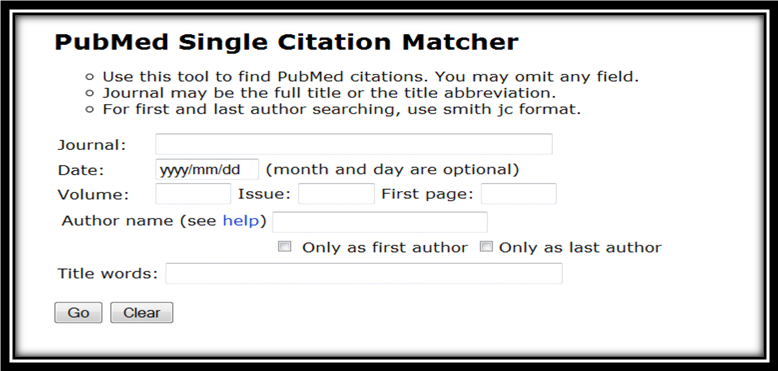 PubMed Single Citation Matcher
Use this tool to find PubMed citations. You may omit any field.
Journal may be the full title or the title abbreviation.
For first and last author searching, use smith jc format.
Journal:
Date: yyyy/mm/dd (month and day are optional)
Volume: Issue: First page:
Author name (see help)
Only as first author Only as last author
Title words:
Go Clear